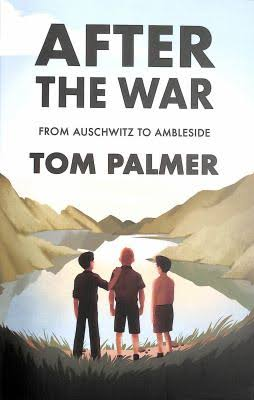 AFTER
THE WAR
FROM AUSCHWITZ TO AMBLESIDE
TOM PALMER